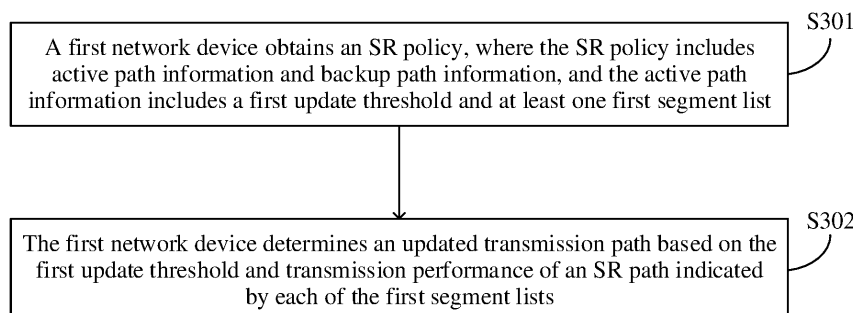 S301
A first network device obtains an SR policy, where the SR policy includes
active path information and backup path information, and the active path
information includes a first update threshold and at least one first segment list
S302
The first network device determines an updated transmission path based on the
first update threshold and transmission performance of an SR path indicated
by each of the first segment lists